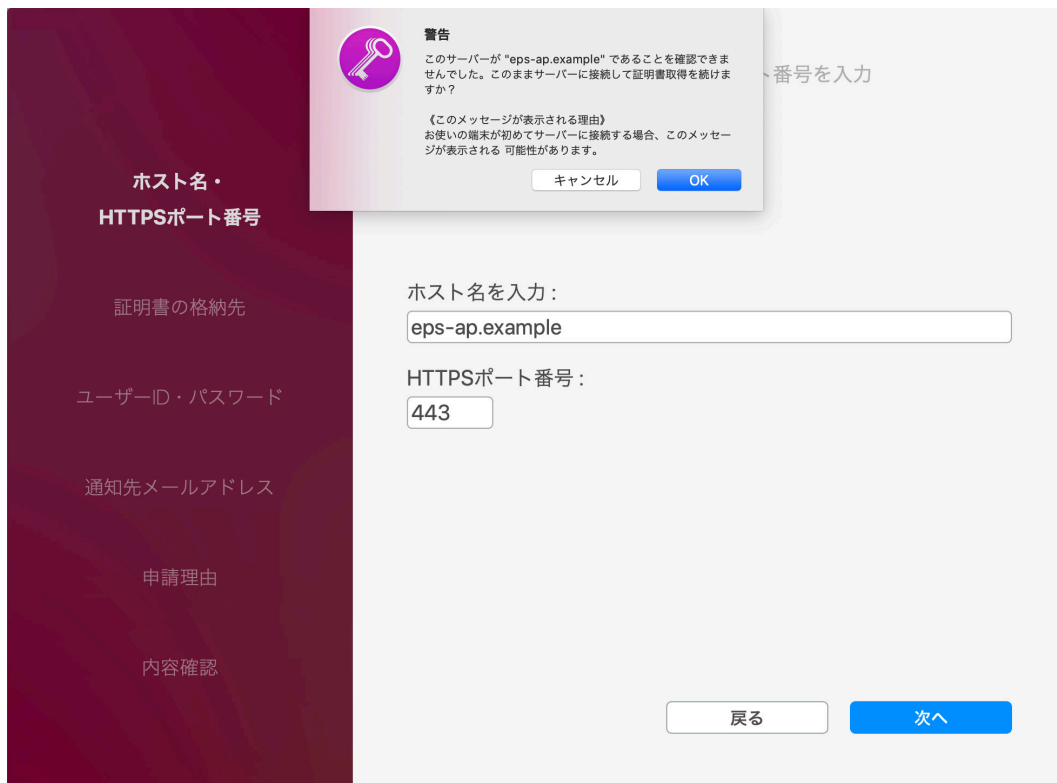 警告
このサーバーが "eps-ap.example" であることを確認できま
せんでした。このままサーバーに接続して証明書取得を続けま
すか？
《このメッセージが表示される理由》
お使いの端末が初めてサーバーに接続する場合、このメッセー
ジが表示される 可能性があります。
キャンセル
OK
ト番号を入力
ホスト名・
HTTPSポート番号
証明書の格納先
ユーザーID・パスワード
通知先メールアドレス
申請理由
内容確認
ホスト名を入力 :
eps-ap.example
HTTPSポート番号 :
443
戻る
次へ